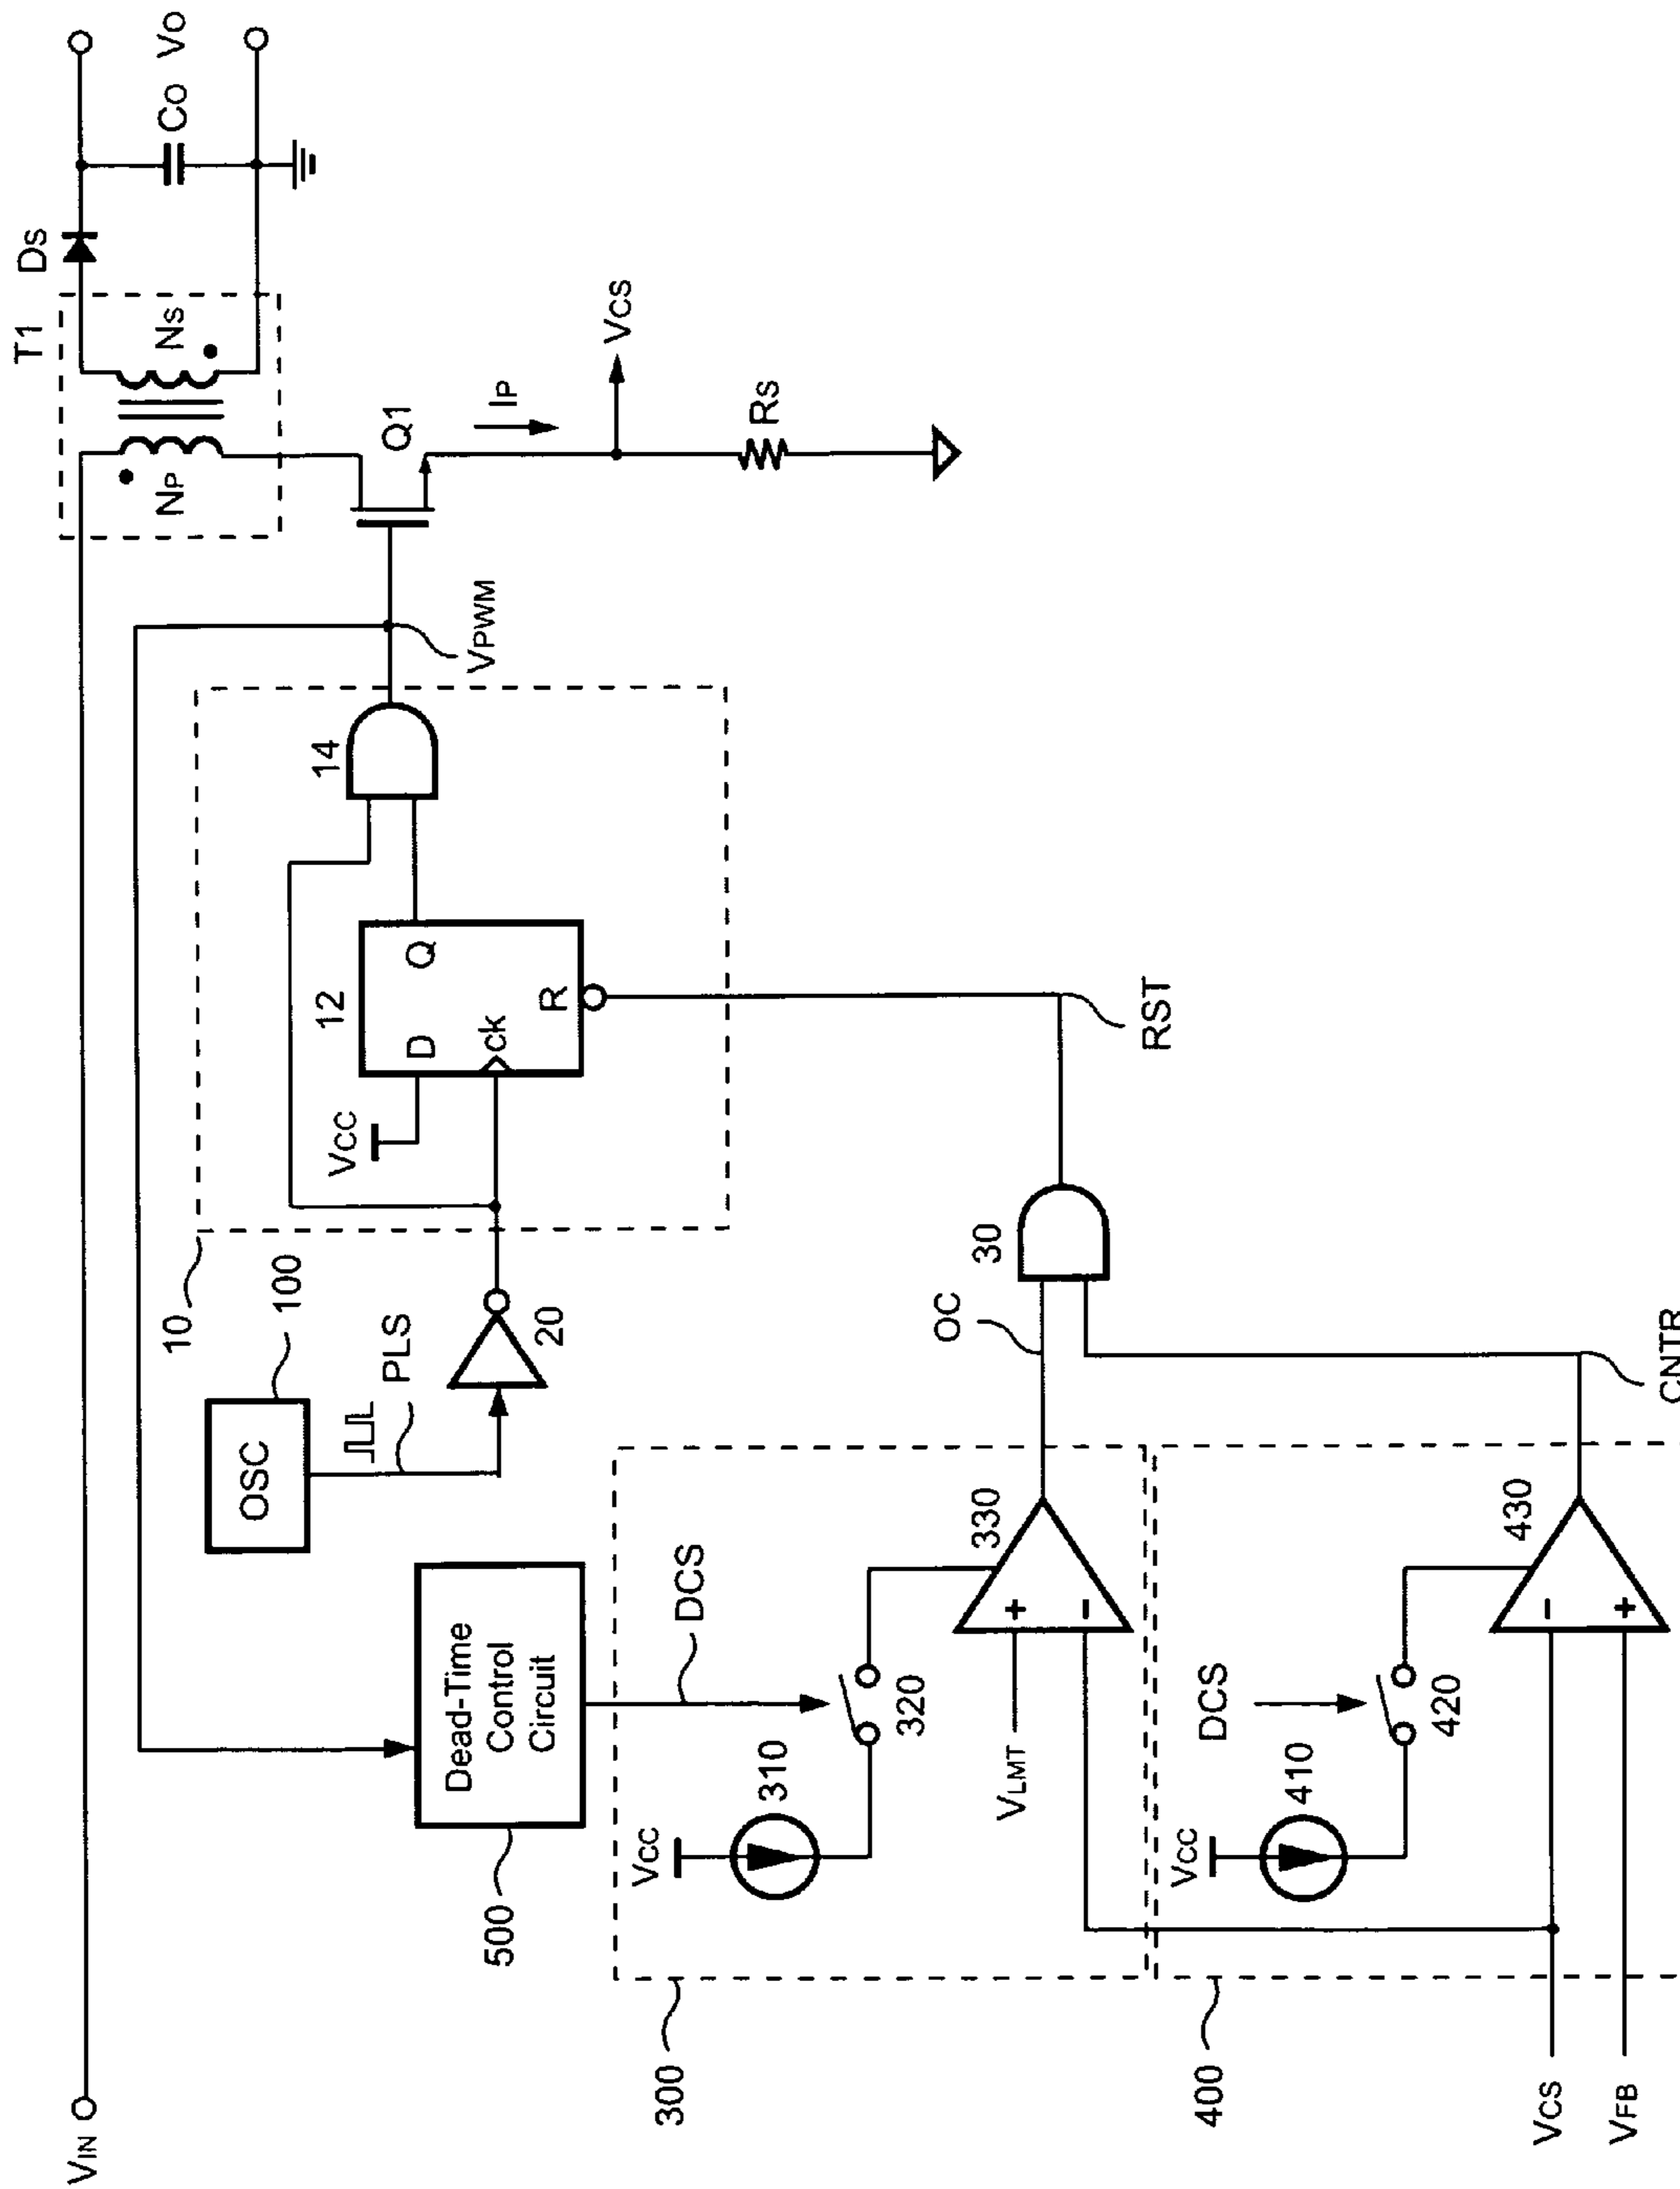 VIN
T1
NP
NS
DS
CO
VO
Q1
IP
VCS
RS
VPWM
10
12
14
VCC
D
Q
ck
R
OSC
100
PLS
20
Dead-Time
Control
Circuit
500
DCS
RST
30
OC
CNTR
300
VCC
310
320
330
VLMT
+
-
400
VCC
410
DCS
420
430
-
+
VCS
VFB